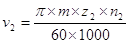 v₂ = (π × m × z₂ × n₂) / (60 × 1000)